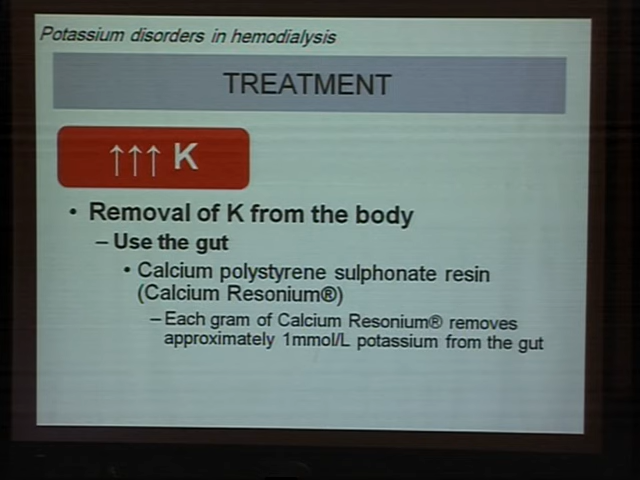 Potassium disorders in hemodialysis
TREATMENT
↑↑↑ K
• Removal of K from the body
– Use the gut
• Calcium polystyrene sulphonate resin
(Calcium Resonium®)
– Each gram of Calcium Resonium® removes
approximately 1mmol/L potassium from the gut